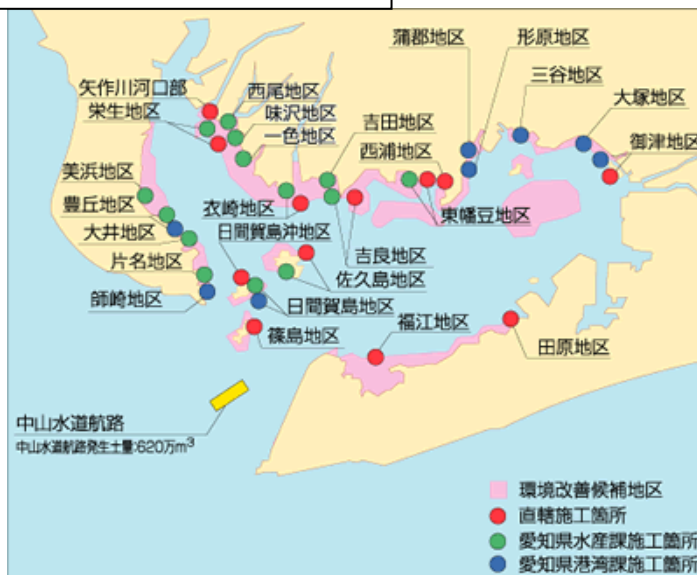 蒲郡地区
形原地区
三谷地区
大塚地区
御津地区
矢作川河口部
栄生地区
西尾地区
味沢地区
一色地区
吉田地区
西浦地区
美浜地区
豊丘地区
大井地区
片名地区
師崎地区
衣崎地区
日間賀島沖地区
東幡豆地区
吉良地区
佐久島地区
日間賀島地区
篠島地区
福江地区
田原地区
中山水道航路
中山水道航路発生土量:620万m³
環境改善候補地区
直轄施工箇所
愛知県水産課施工箇所
愛知県港湾課施工箇所